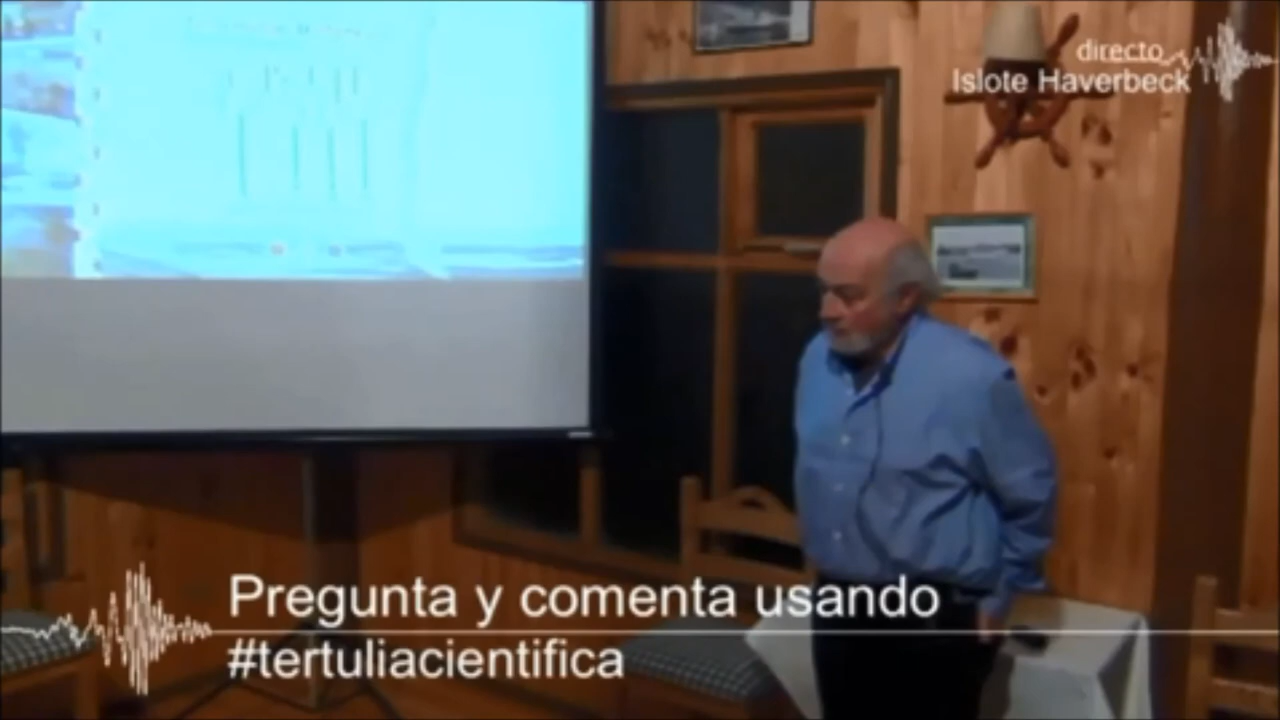 directo
Islote Haverbeck
Pregunta y comenta usando
#tertuliacientifica